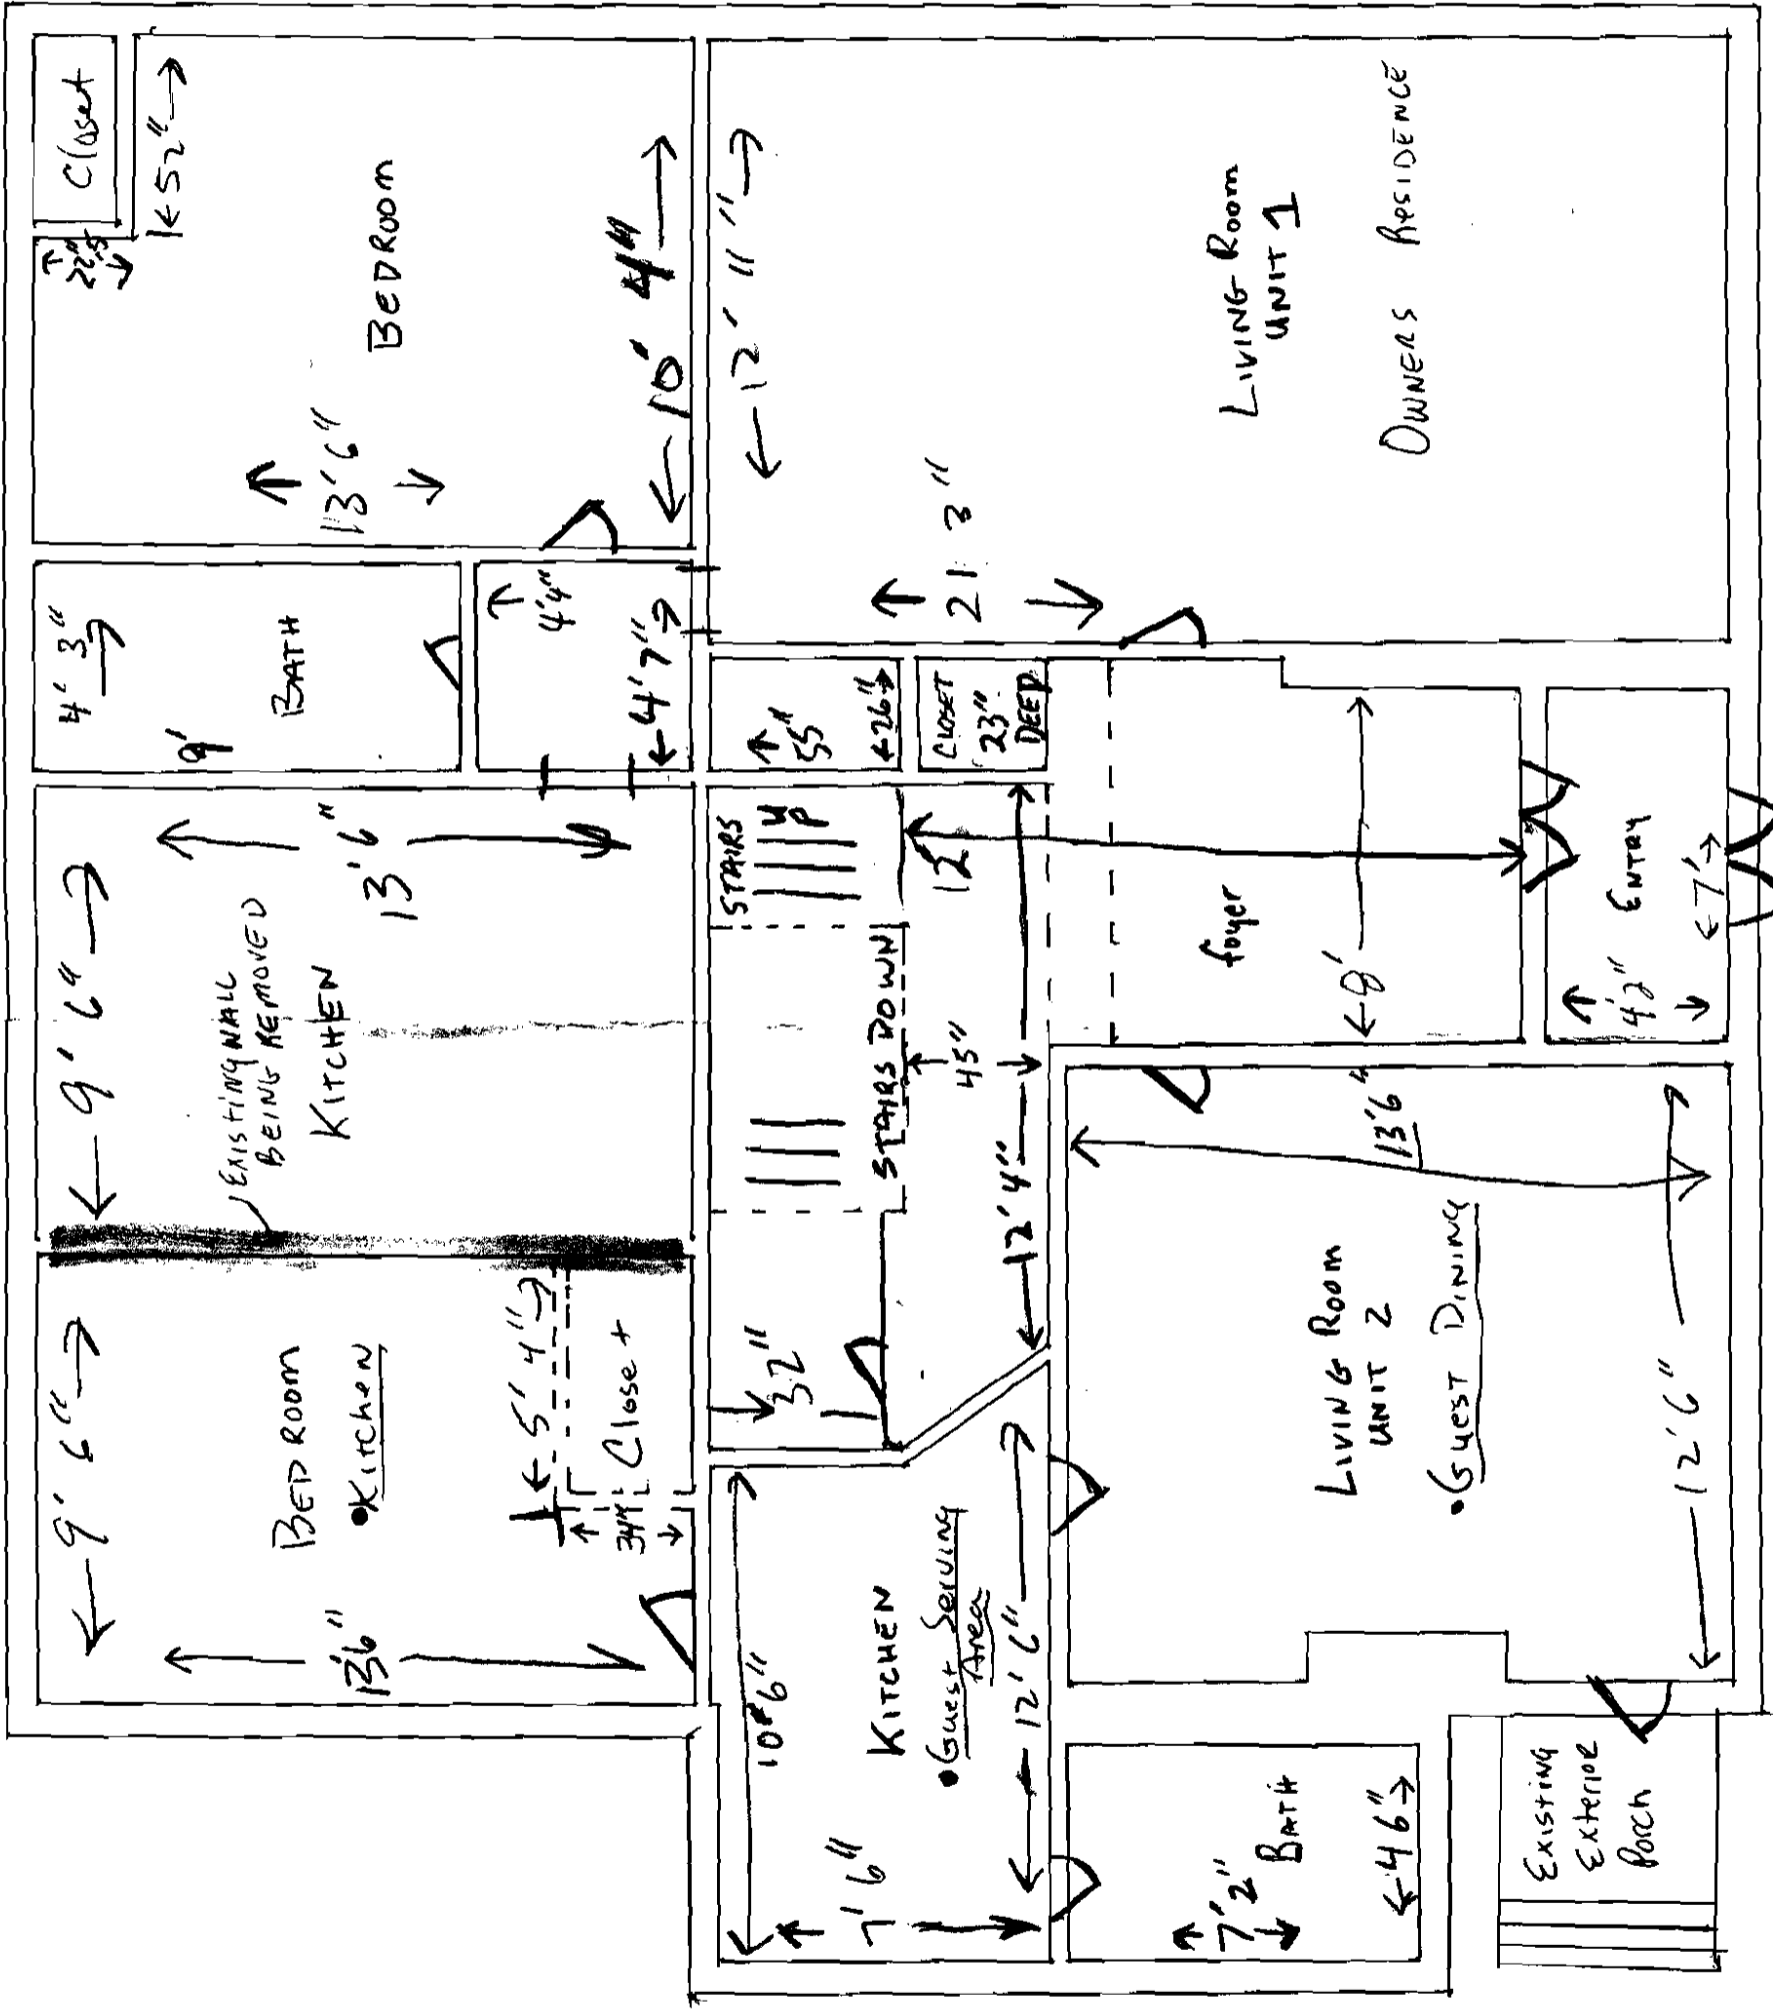 Existing
Exterior
Porch
7' 2"
BATH
←4'6"→
7' 6"
10' 6"
KITCHEN
•Guest Serving
Area
←12' 6"→
LIVING ROOM
UNIT 2
•Guest DINING
←12' 6"→
13'6"
←9' 6"→
13'6"
BEDROOM
•Kitchen
←5' 4"→
34"
Closet
32"
←12' 4"→
←9' 6"→
EXISTING WALL
BEING REMOVED
KITCHEN
13' 6"
STAIRS DOWN
45"
STAIRS
UP
12'
foyer
←8'→
ENTRY
4'2"
←7'→
4' 3"
9'
BATH
4'4"
←4'7"→
55"
←26"→
CLOSET
23"
DEEP
21 3"
Closet
22.5"
←52"→
BEDROOM
13' 6"
←10' 4"→
←12' 11"→
LIVING ROOM
UNIT 1
OWNERS RESIDENCE